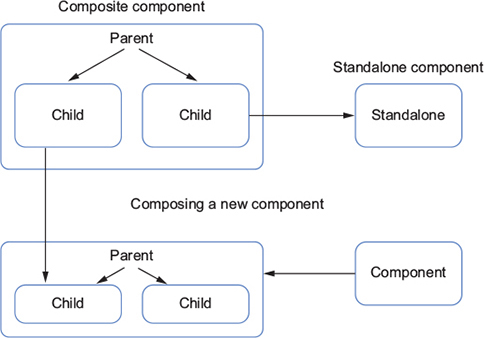 Composite component
Parent
Child
Child
Standalone component
Standalone
Composing a new component
Parent
Child
Child
Component